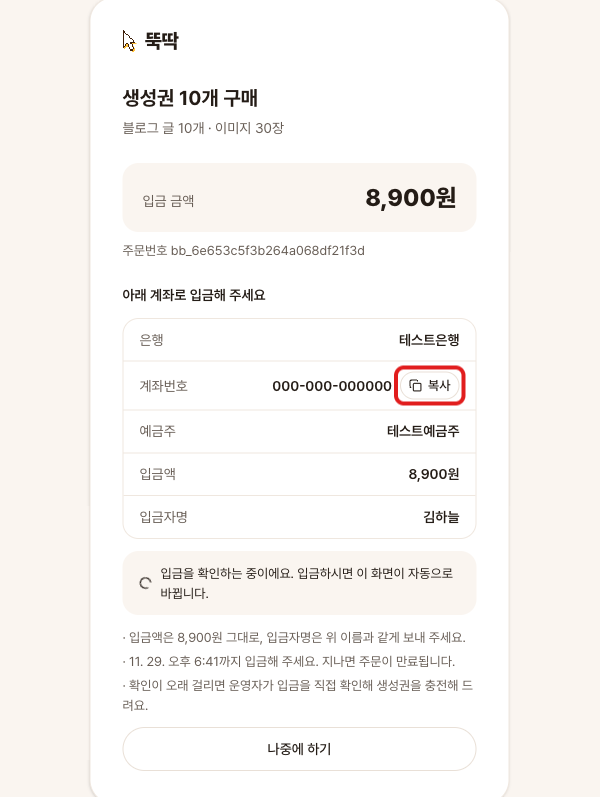 뚝딱
생성권 10개 구매
블로그 글 10개 · 이미지 30장
입금 금액 8,900원
주문번호 bb_6e653c5f3b264a068df21f3d
아래 계좌로 입금해 주세요
은행 테스트은행
계좌번호 000-000-000000 복사
예금주 테스트예금주
입금액 8,900원
입금자명 김하늘
입금을 확인하는 중이에요. 입금하시면 이 화면이 자동으로
바뀝니다.
· 입금액은 8,900원 그대로, 입금자명은 위 이름과 같게 보내 주세요.
· 11. 29. 오후 6:41까지 입금해 주세요. 지나면 주문이 만료됩니다.
· 확인이 오래 걸리면 운영자가 입금을 직접 확인해 생성권을 충전해 드
려요.
나중에 하기